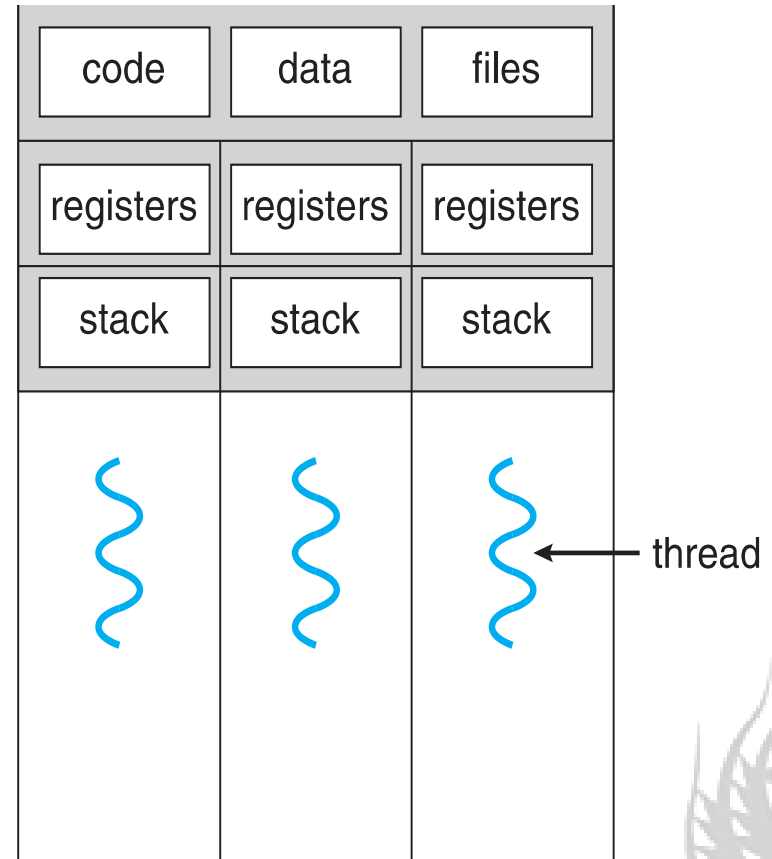 code data files
registers registers registers
stack stack stack
thread